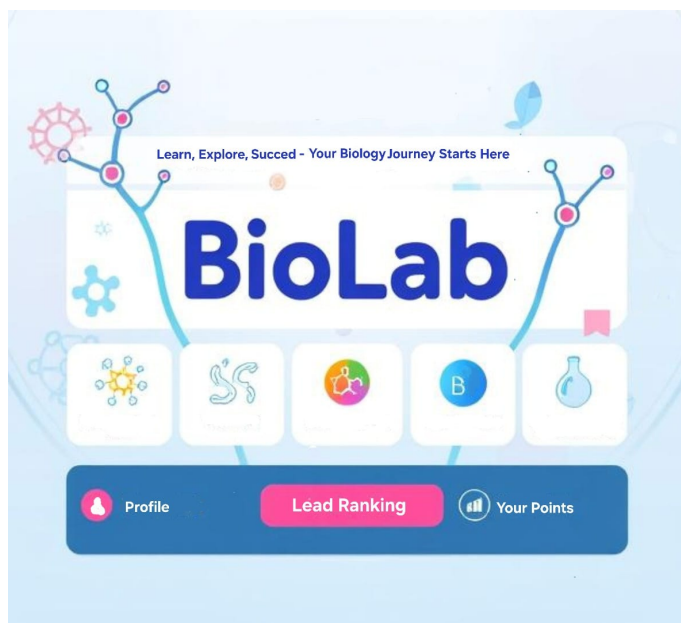 Learn, Explore, Succed - Your Biology Journey Starts Here
BioLab
B
Profile
Lead Ranking
Your Points